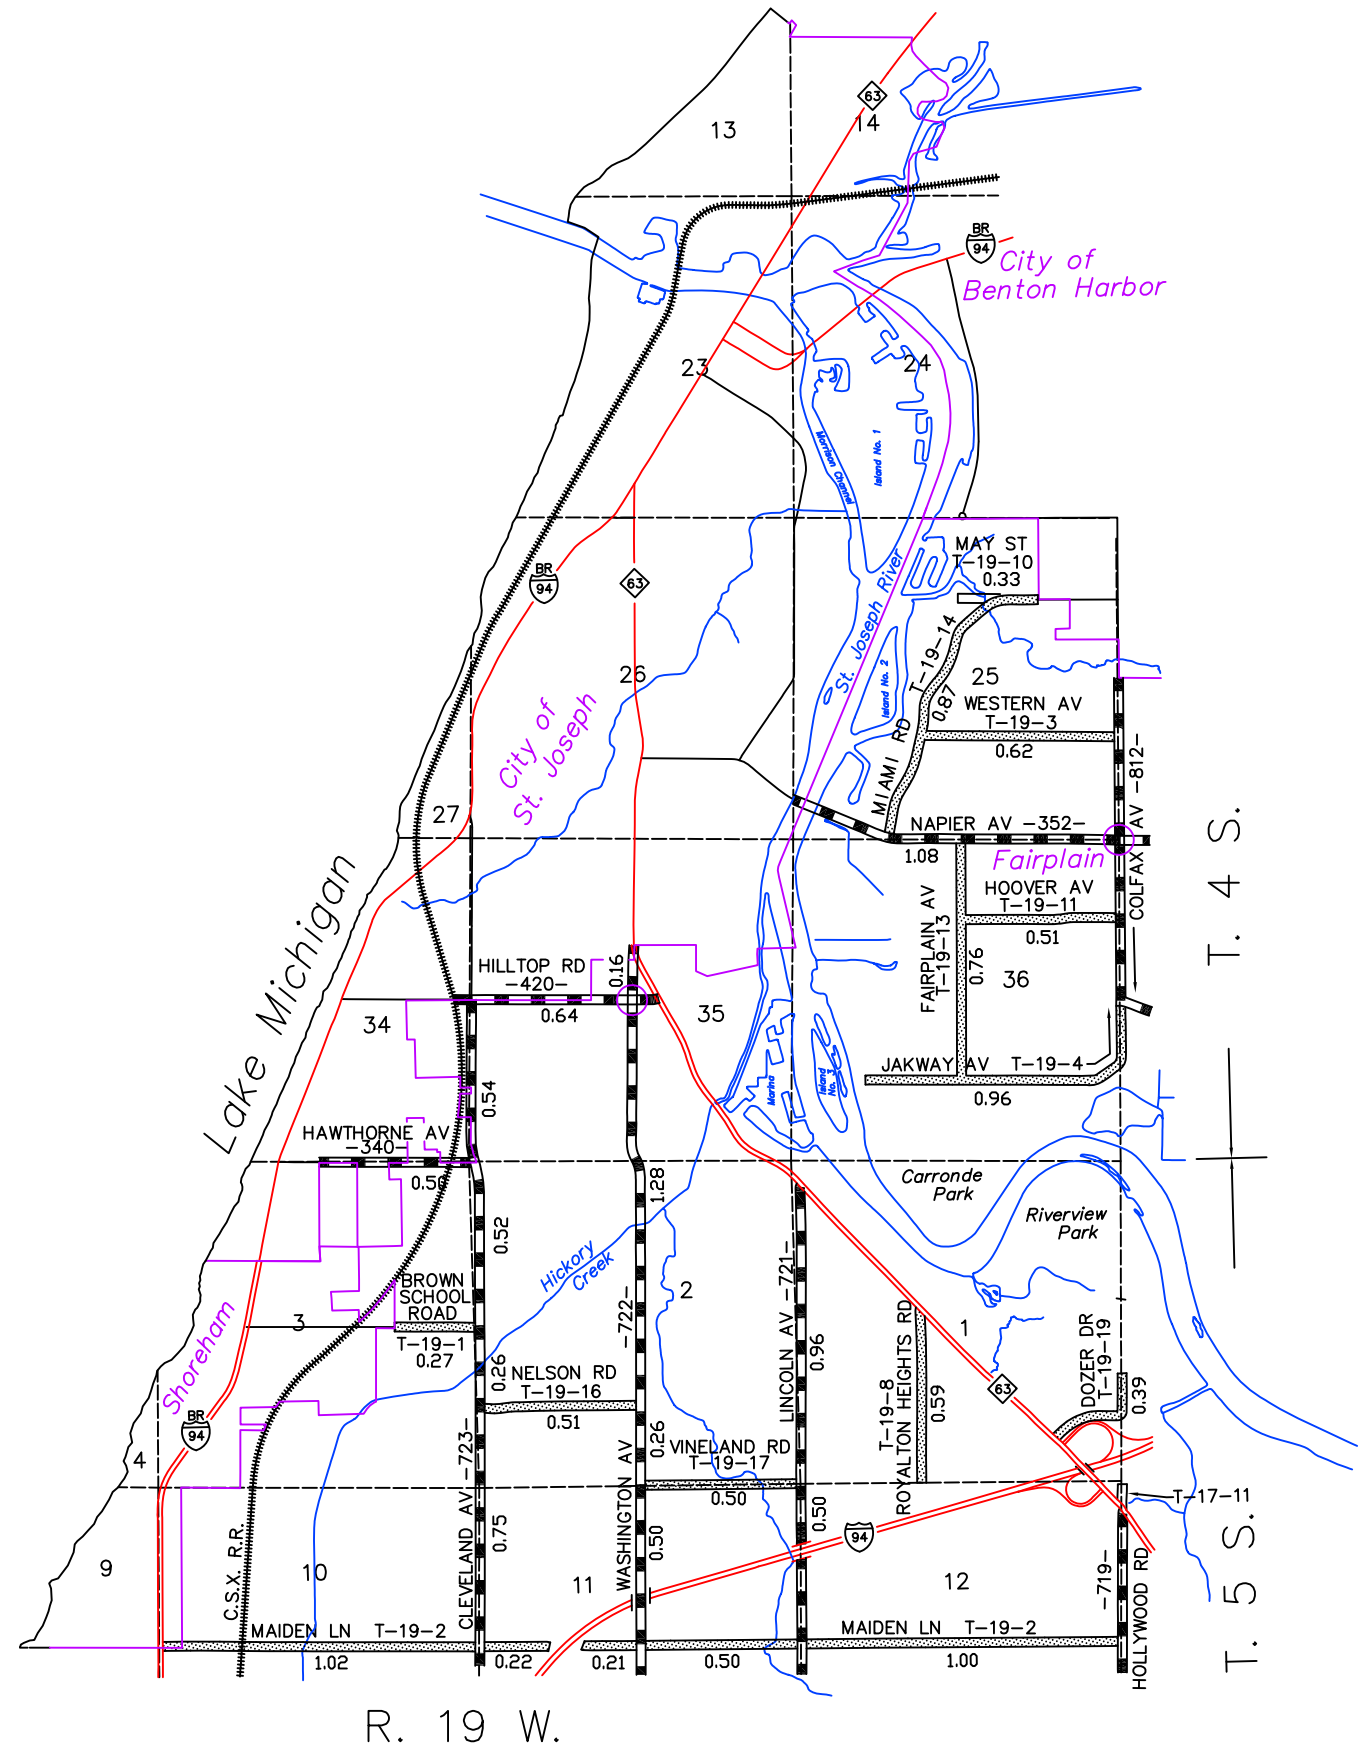 63
14
13
BR
94
City of
Benton Harbor
23
24
Morrison Channel
Island No. 1
MAY ST
T-19-10
0.33
BR
94
63
St. Joseph River
Island No. 2
T-19-14
0.87
MIAMI RD
25
26
WESTERN AV
T-19-3
0.62
City of
St. Joseph
COLFAX AV -812-
27
NAPIER AV -352-
1.08
Fairplain
Lake Michigan
T. 4 S.
HOOVER AV
T-19-11
0.51
FAIRPLAIN AV
T-19-13
0.76
36
HILLTOP RD
-420-
0.64
0.16
35
34
JAKWAY AV T-19-4
0.96
Marina
Island
No. 3
0.54
HAWTHORNE AV
-340-
0.50
1.28
Carronde
Park
Riverview
Park
0.52
Hickory
Creek
BROWN
SCHOOL
ROAD
T-19-1
0.27
3
2
1
-722-
LINCOLN AV -721-
0.96
T-19-8
ROYALTON HEIGHTS RD
0.59
DOZER DR
T-19-19
0.39
Shoreham
0.26
NELSON RD
T-19-16
0.51
63
BR
94
4
CLEVELAND AV -723-
0.75
WASHINGTON AV
0.26
0.50
VINELAND RD
T-19-17
0.50
0.50
T-17-11
94
9
10
11
12
C.S.X. R.R.
-719-
HOLLYWOOD RD
T. 5 S.
MAIDEN LN T-19-2
MAIDEN LN T-19-2
1.02
0.22
0.21
0.50
1.00
R. 19 W.